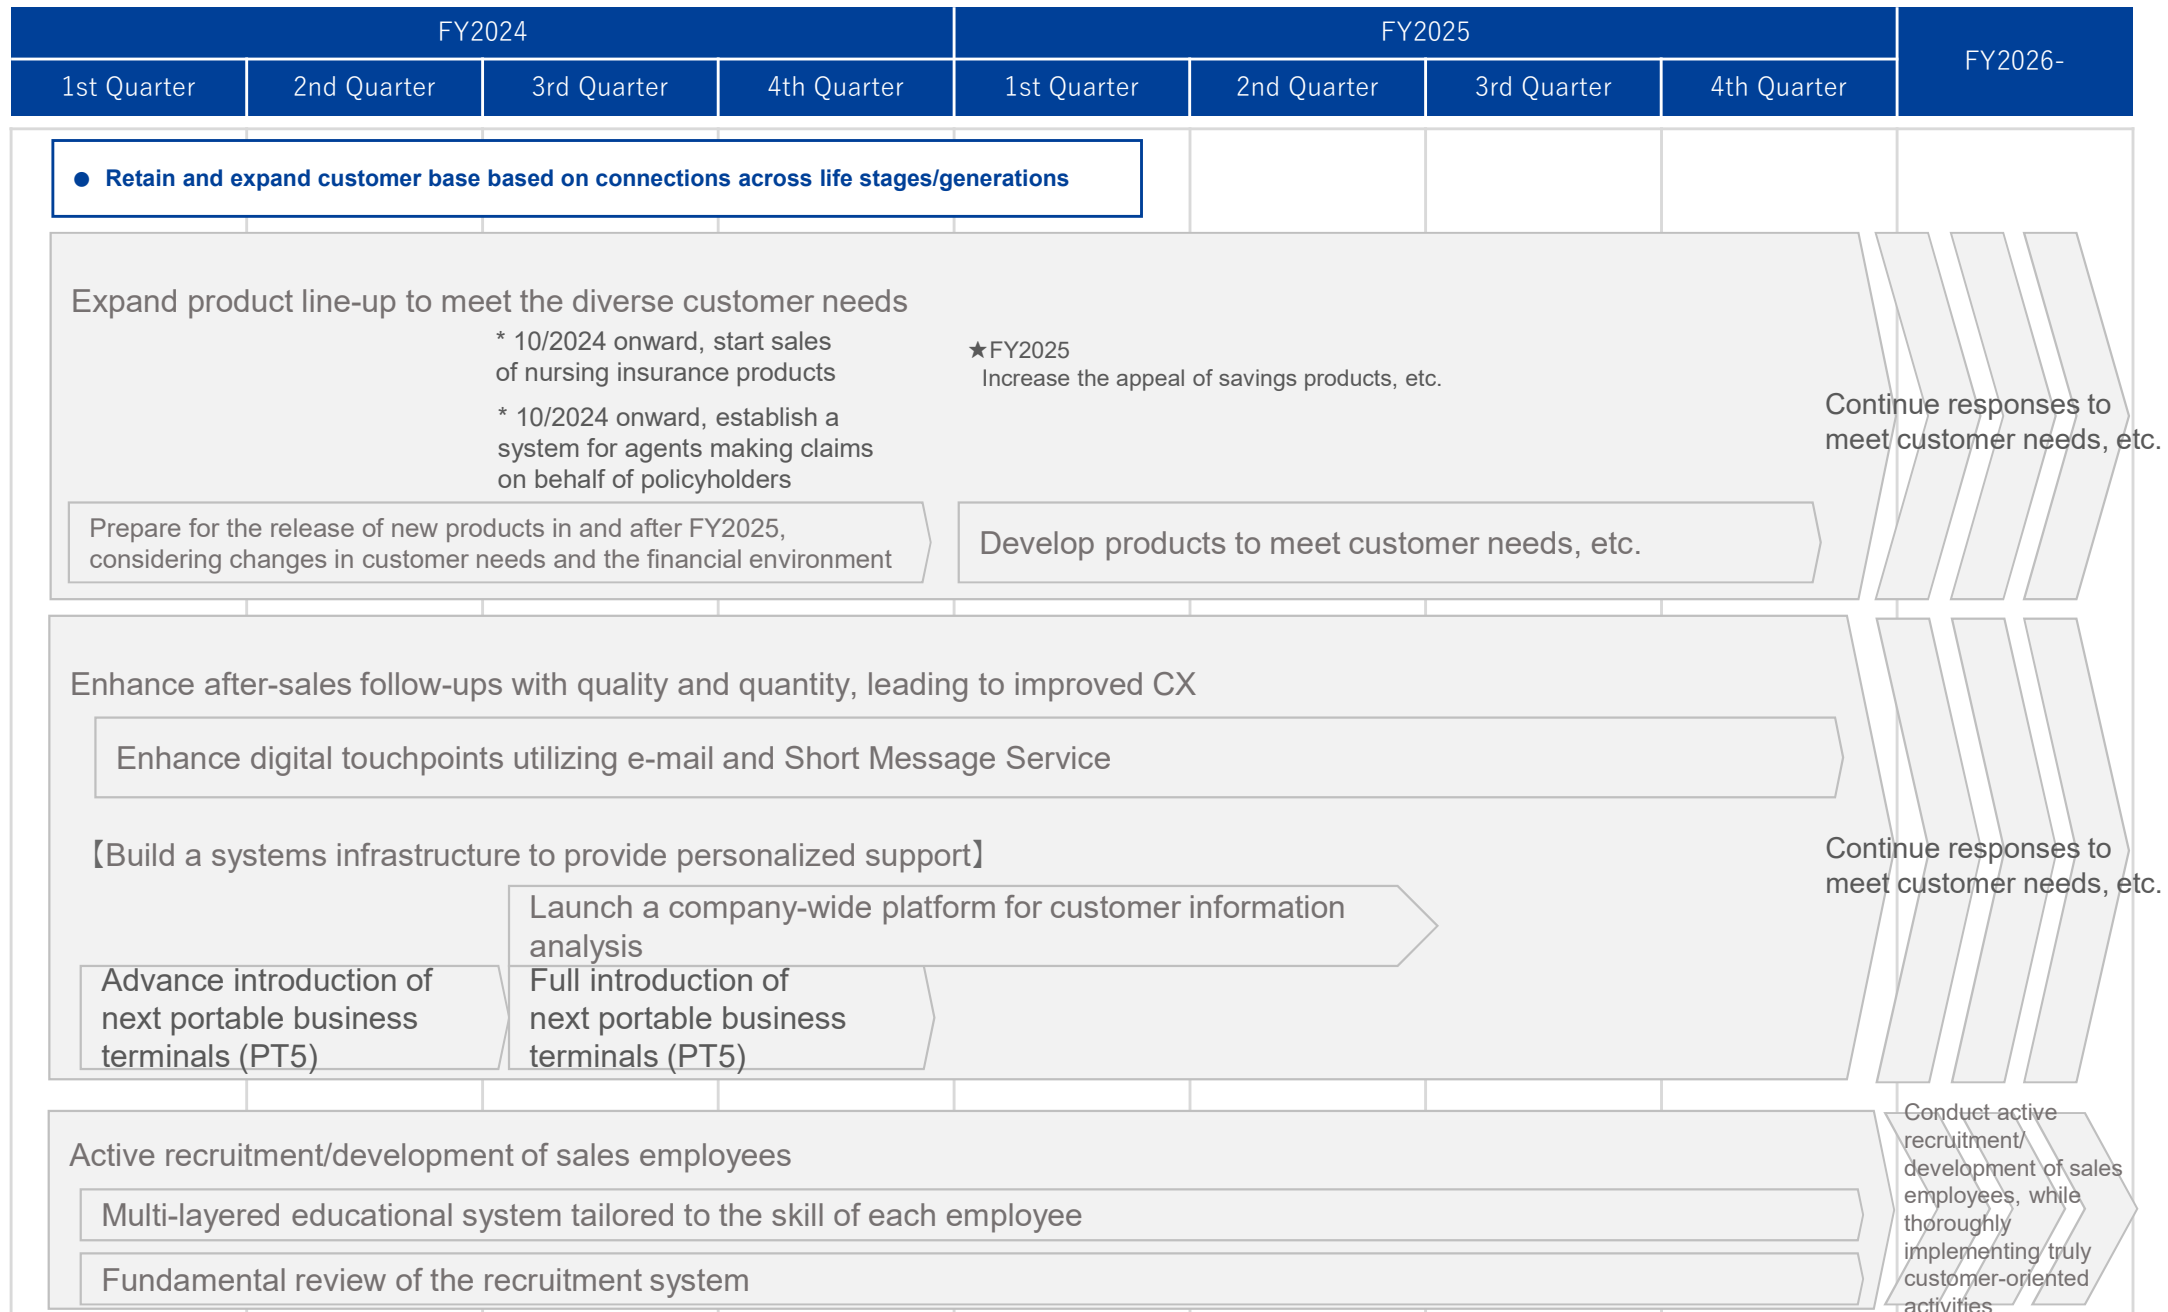 FY2024
FY2025
FY2026-
1st Quarter
2nd Quarter
3rd Quarter
4th Quarter
1st Quarter
2nd Quarter
3rd Quarter
4th Quarter
● Retain and expand customer base based on connections across life stages/generations
Expand product line-up to meet the diverse customer needs
* 10/2024 onward, start sales
of nursing insurance products
* 10/2024 onward, establish a
system for agents making claims
on behalf of policyholders
★FY2025
Increase the appeal of savings products, etc.
Continue responses to
meet customer needs, etc.
Prepare for the release of new products in and after FY2025,
considering changes in customer needs and the financial environment
Develop products to meet customer needs, etc.
Enhance after-sales follow-ups with quality and quantity, leading to improved CX
Enhance digital touchpoints utilizing e-mail and Short Message Service
【Build a systems infrastructure to provide personalized support】
Continue responses to
meet customer needs, etc.
Launch a company-wide platform for customer information
analysis
Advance introduction of
next portable business
terminals (PT5)
Full introduction of
next portable business
terminals (PT5)
Active recruitment/development of sales employees
Multi-layered educational system tailored to the skill of each employee
Fundamental review of the recruitment system
Conduct active
recruitment/
development of sales
employees, while
thoroughly
implementing truly
customer-oriented
activities